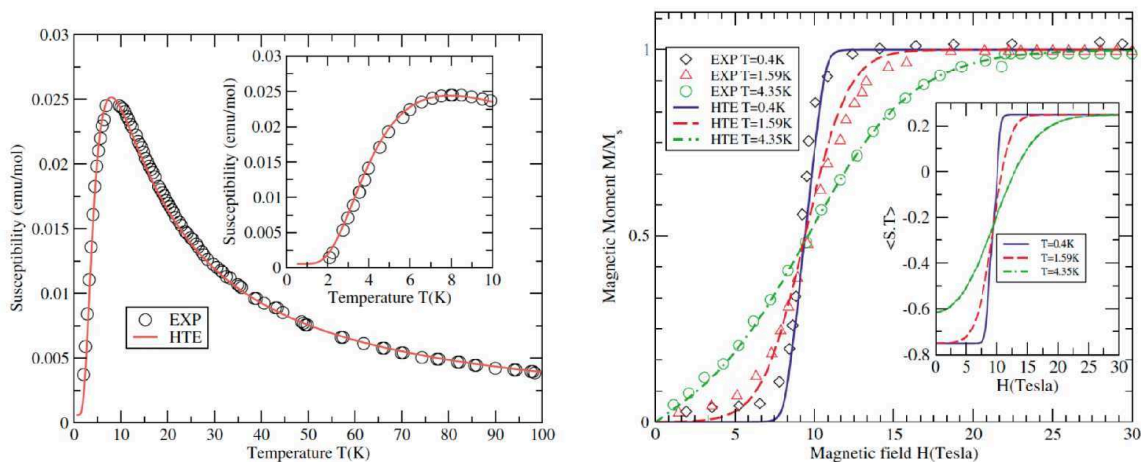 Susceptibility (emu/mol)
0.03
0.025
0.02
0.015
0.01
0.005
0
0 10 20 30 40 50 60 70 80 90 100
Temperature T(K)
EXP
HTE
Susceptibility (emu/mol)
0.03
0.025
0.02
0.015
0.01
0.005
0
0 2 4 6 8 10
Temperature T(K)
Magnetic Moment M/Ms
1
0.5
0
0 5 10 15 20 25 30
Magnetic field H(Tesla)
EXP T=0.4K
EXP T=1.59K
EXP T=4.35K
HTE T=0.4K
HTE T=1.59K
HTE T=4.35K
<S.T>
0.2
0
-0.2
-0.4
-0.6
-0.8
0 5 10 15 20 25 30
H(Tesla)
T=0.4K
T=1.59K
T=4.35K